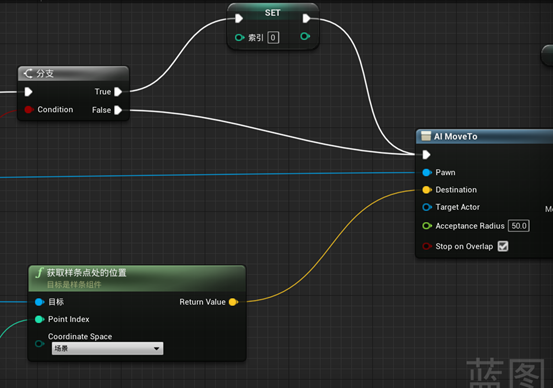 SET
索引 0
分支
True
Condition
False
AI MoveTo
Pawn
Destination
Target Actor
Acceptance Radius 50.0
Stop on Overlap
获取样条点处的位置
目标是样条组件
目标
Return Value
Point Index
Coordinate Space
场景
蓝图